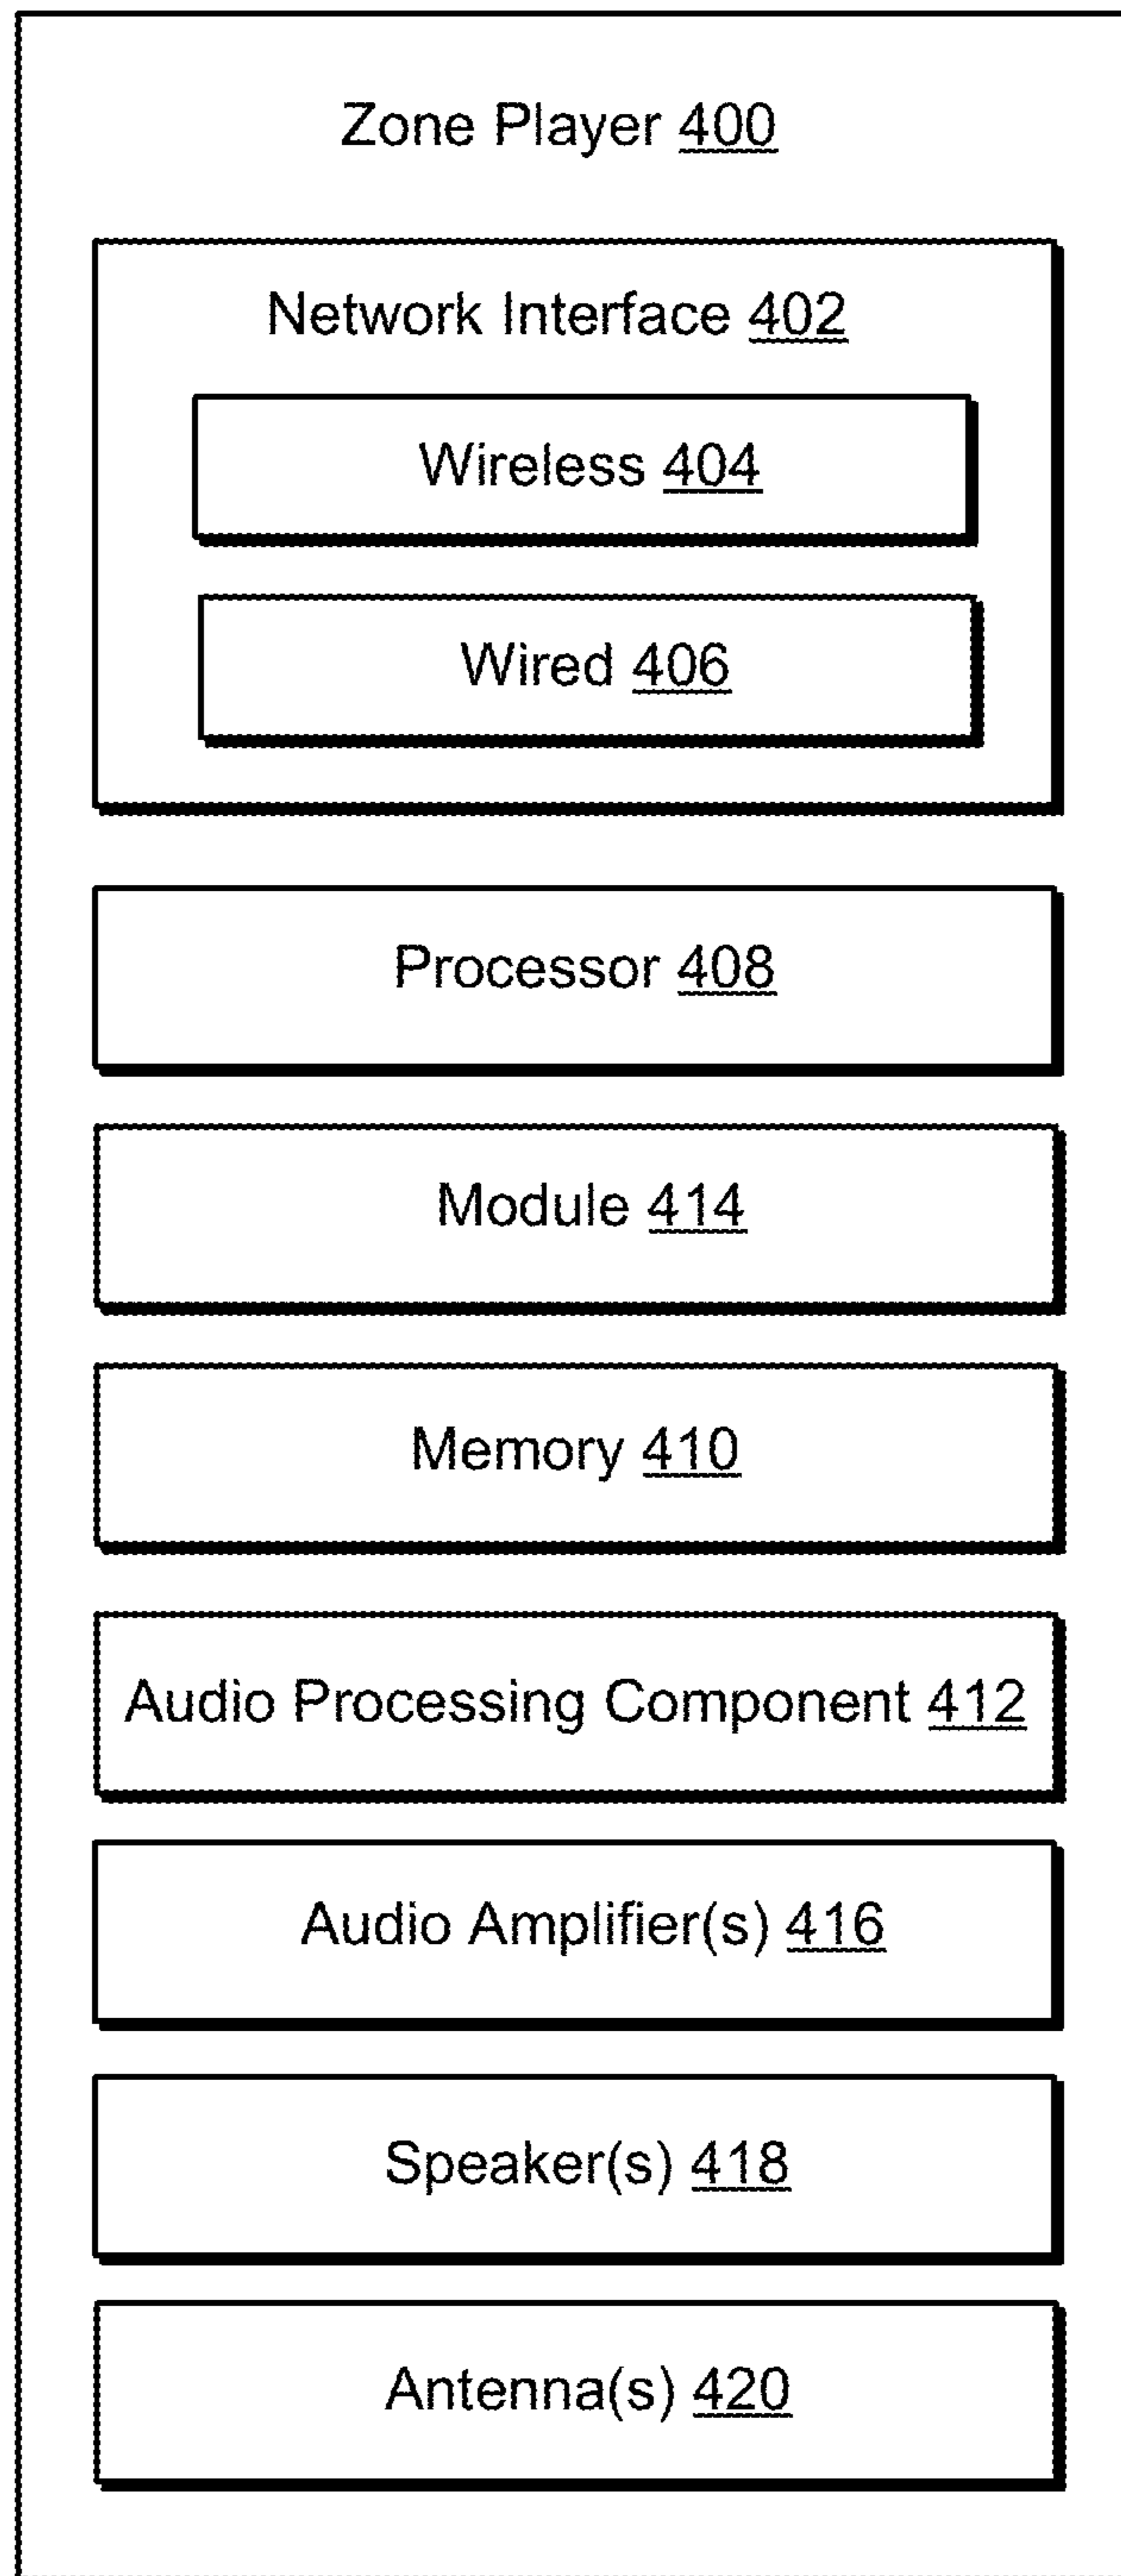 Zone Player 400
Network Interface 402
Wireless 404
Wired 406
Processor 408
Module 414
Memory 410
Audio Processing Component 412
Audio Amplifier(s) 416
Speaker(s) 418
Antenna(s) 420